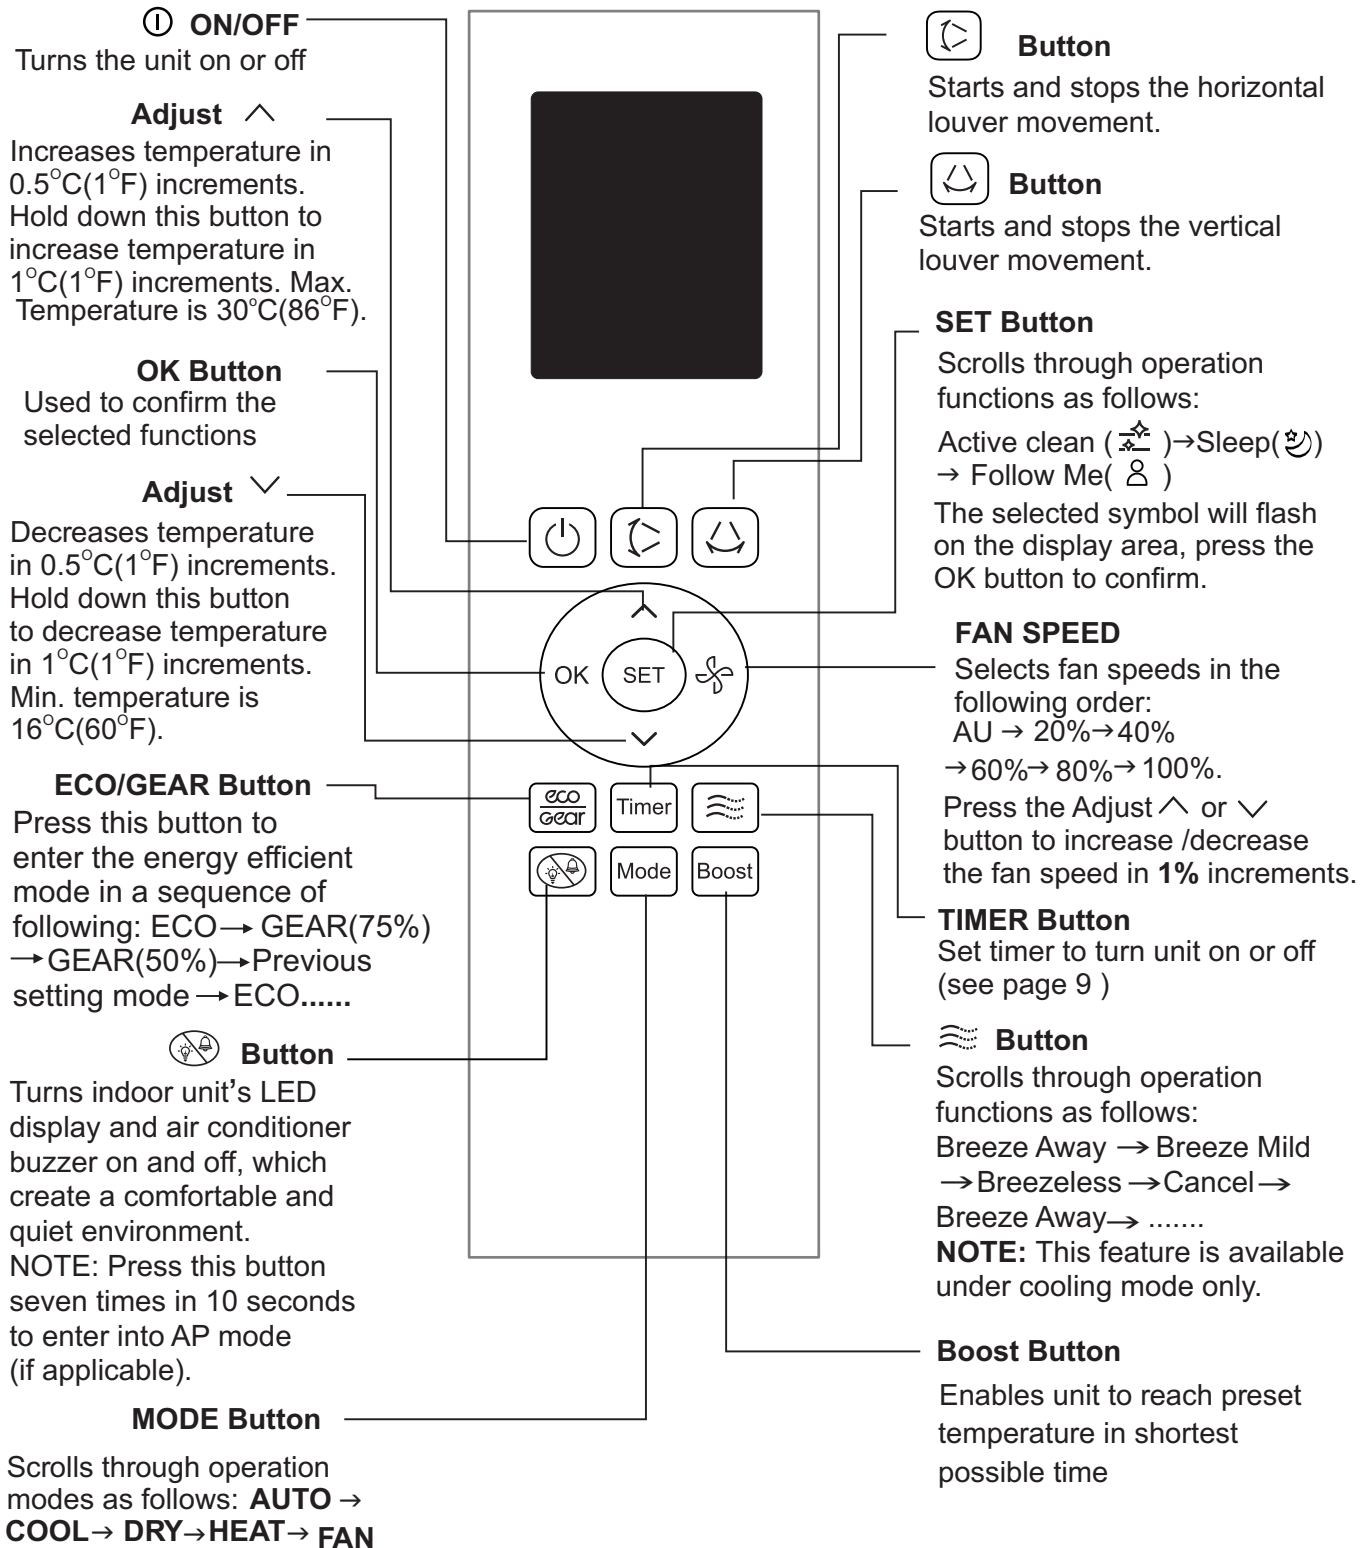 ON/OFF
Turns the unit on or off
Adjust
Increases temperature in
0.5°C(1°F) increments.
Hold down this button to
increase temperature in
1°C(1°F) increments. Max.
Temperature is 30°C(86°F).
OK Button
Used to confirm the
selected functions
Adjust
Decreases temperature
in 0.5°C(1°F) increments.
Hold down this button
to decrease temperature
in 1°C(1°F) increments.
Min. temperature is
16°C(60°F).
ECO/GEAR Button
Press this button to
enter the energy efficient
mode in a sequence of
following: ECO→ GEAR(75%)
→GEAR(50%)→Previous
setting mode →ECO......
Button
Turns indoor unit's LED
display and air conditioner
buzzer on and off, which
create a comfortable and
quiet environment.
NOTE: Press this button
seven times in 10 seconds
to enter into AP mode
(if applicable).
MODE Button
Scrolls through operation
modes as follows: AUTO →
COOL→ DRY→HEAT→ FAN
OK
SET
eco
Gear
Timer
Mode
Boost
Button
Starts and stops the horizontal
louver movement.
Button
Starts and stops the vertical
louver movement.
SET Button
Scrolls through operation
functions as follows:
Active clean ( )→Sleep( )
→ Follow Me( )
The selected symbol will flash
on the display area, press the
OK button to confirm.
FAN SPEED
Selects fan speeds in the
following order:
AU → 20%→40%
→60%→ 80%→100%.
Press the Adjust or
button to increase /decrease
the fan speed in 1% increments.
TIMER Button
Set timer to turn unit on or off
(see page 9 )
Button
Scrolls through operation
functions as follows:
Breeze Away →Breeze Mild
→Breezeless →Cancel→
Breeze Away→ .......
NOTE: This feature is available
under cooling mode only.
Boost Button
Enables unit to reach preset
temperature in shortest
possible time